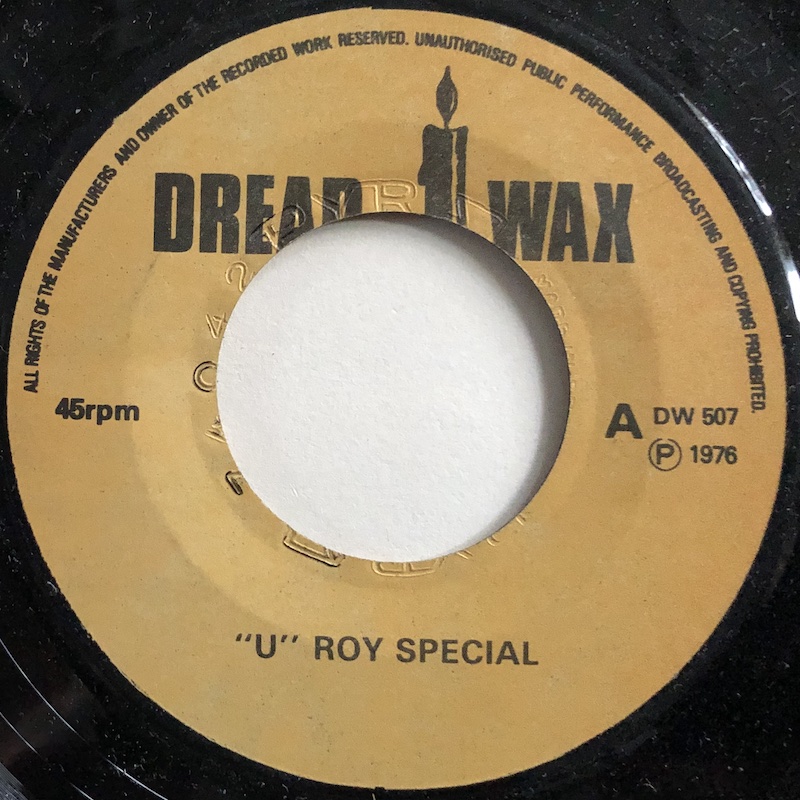 ALL RIGHTS OF THE MANUFACTURERS AND OWNER OF THE RECORDED WORK RESERVED. UNAUTHORISED PUBLIC PERFORMANCE BROADCASTING AND COPYING PROHIBITED.
DREAD WAX
45rpm
A DW 507
Ⓟ 1976
"U" ROY SPECIAL